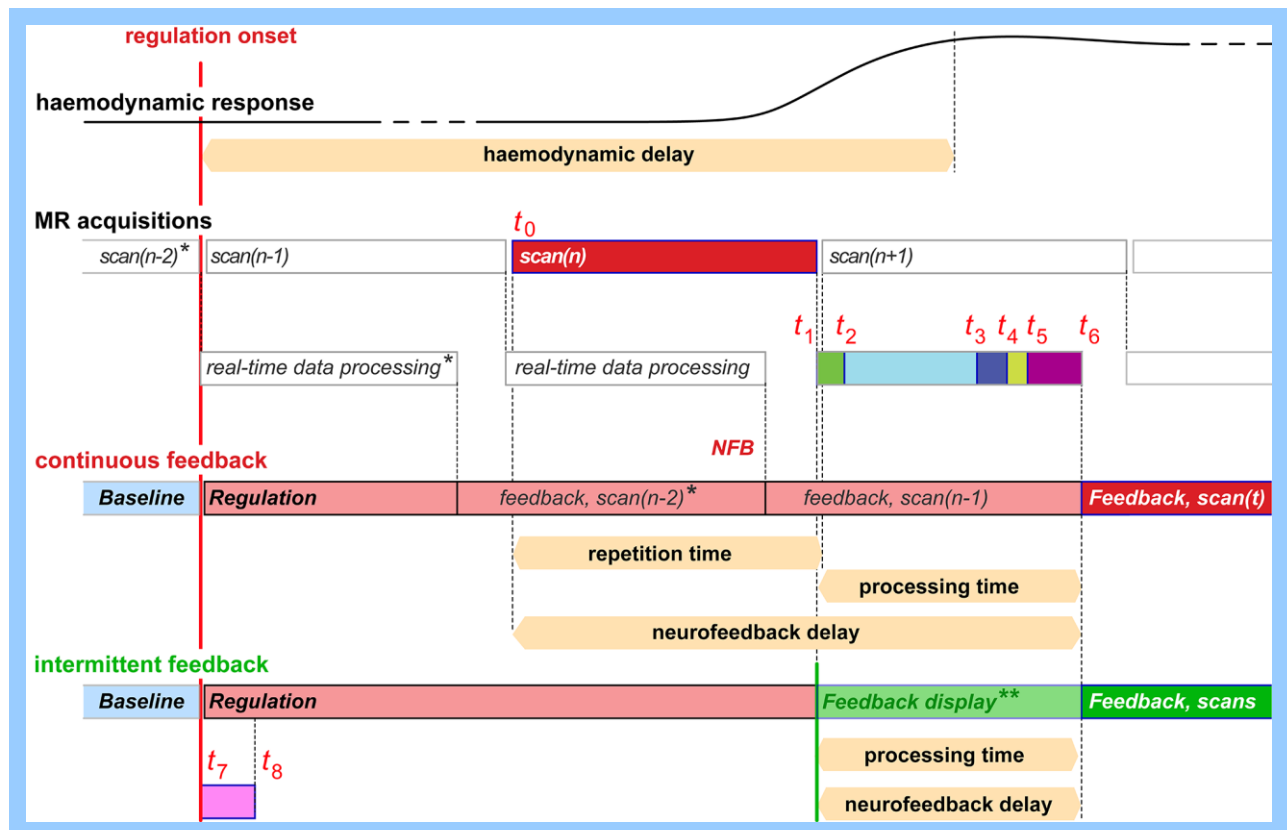 regulation onset
haemodynamic response
haemodynamic delay
MR acquisitions
t0
scan(n-2)* scan(n-1) scan(n) scan(n+1)
t1 t2 t3 t4 t5 t6
real-time data processing* real-time data processing
NFB
continuous feedback
Baseline Regulation feedback, scan(n-2)* feedback, scan(n-1) Feedback, scan(t)
repetition time
processing time
neurofeedback delay
intermittent feedback
Baseline Regulation Feedback display** Feedback, scans
t7 t8
processing time
neurofeedback delay